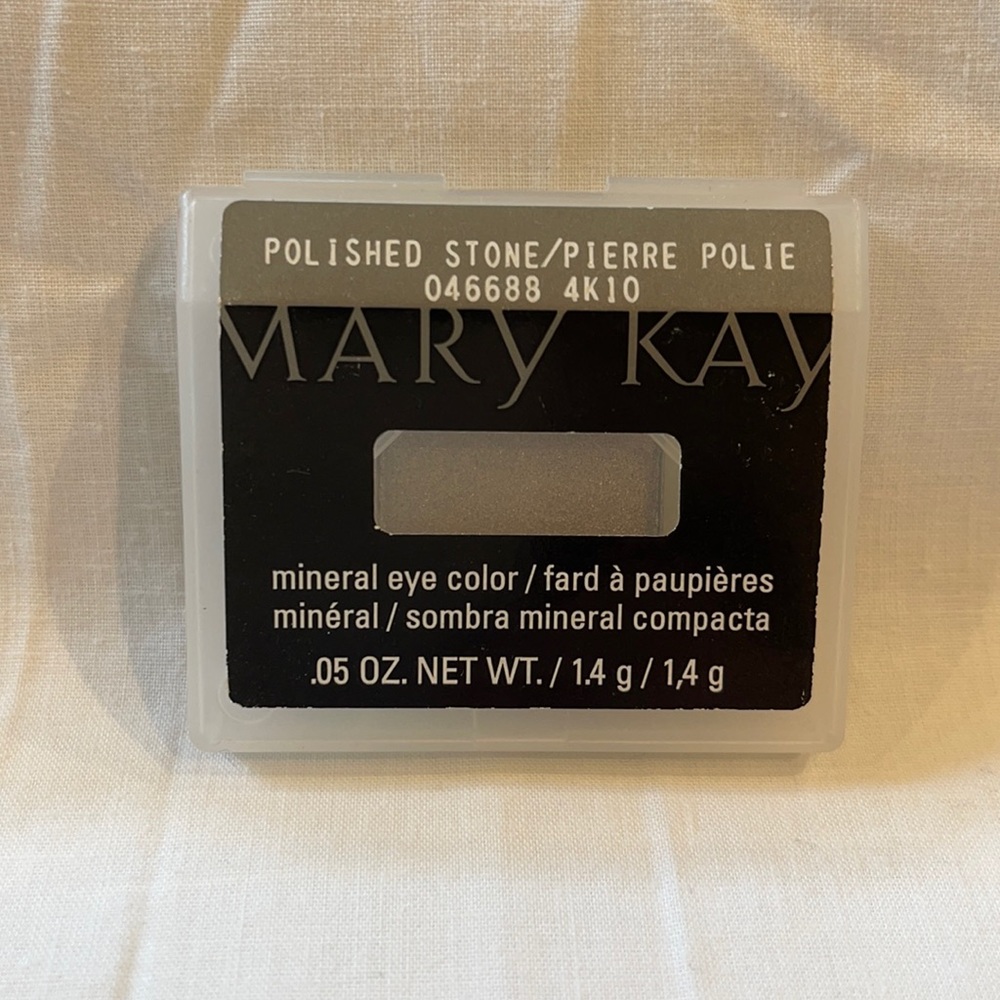 POLISHED STONE/PIERRE POLIE
046688 4K10
MARY KAY
mineral eye color / fard à paupières
minéral / sombra mineral compacta
.05 OZ. NET WT. / 1.4 g / 1,4 g